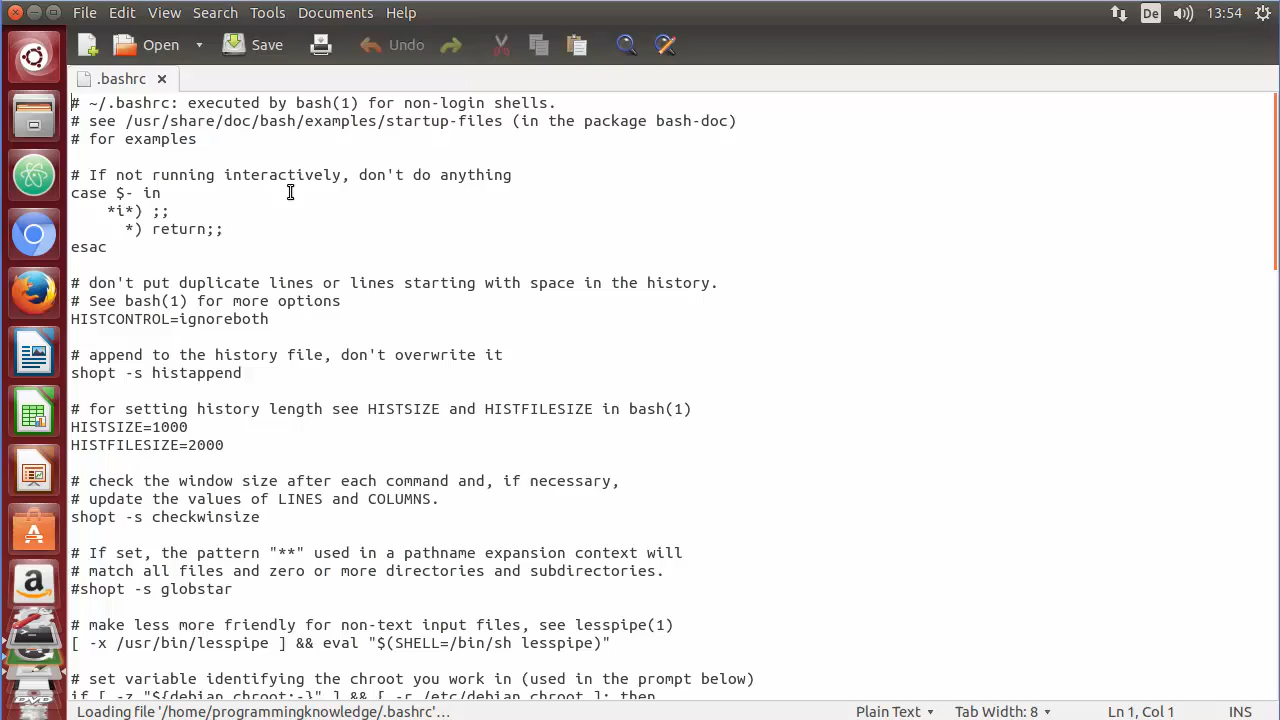 File Edit View Search Tools Documents Help De 13:54
Open Save Undo
.bashrc
# ~/.bashrc: executed by bash(1) for non-login shells.
# see /usr/share/doc/bash/examples/startup-files (in the package bash-doc)
# for examples
# If not running interactively, don't do anything
case $- in
    *i*) ;;
      *) return;;
esac
# don't put duplicate lines or lines starting with space in the history.
# See bash(1) for more options
HISTCONTROL=ignoreboth
# append to the history file, don't overwrite it
shopt -s histappend
# for setting history length see HISTSIZE and HISTFILESIZE in bash(1)
HISTSIZE=1000
HISTFILESIZE=2000
# check the window size after each command and, if necessary,
# update the values of LINES and COLUMNS.
shopt -s checkwinsize
# If set, the pattern "**" used in a pathname expansion context will
# match all files and zero or more directories and subdirectories.
#shopt -s globstar
# make less more friendly for non-text input files, see lesspipe(1)
[ -x /usr/bin/lesspipe ] && eval "$(SHELL=/bin/sh lesspipe)"
# set variable identifying the chroot you work in (used in the prompt below)
if [ -z "${debian_chroot:-}" ] && [ -r /etc/debian_chroot ]; then
Loading file '/home/programmingknowledge/.bashrc'… Plain Text Tab Width: 8 Ln 1, Col 1 INS